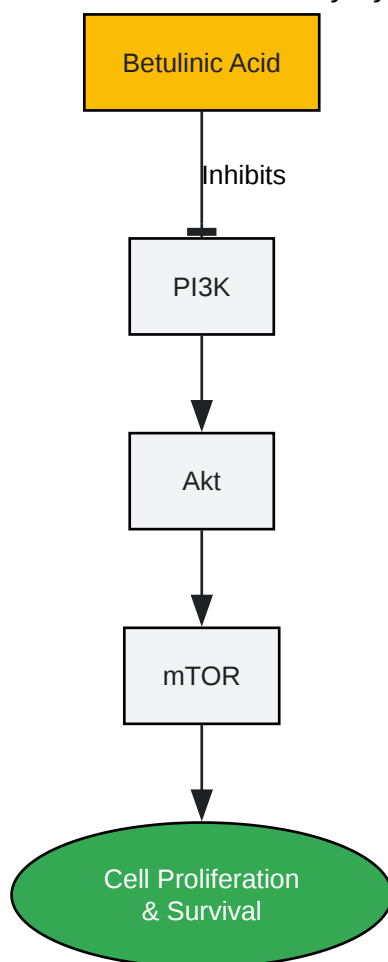 Betulinic Acid
Inhibits
PI3K
Akt
mTOR
Cell Proliferation
& Survival